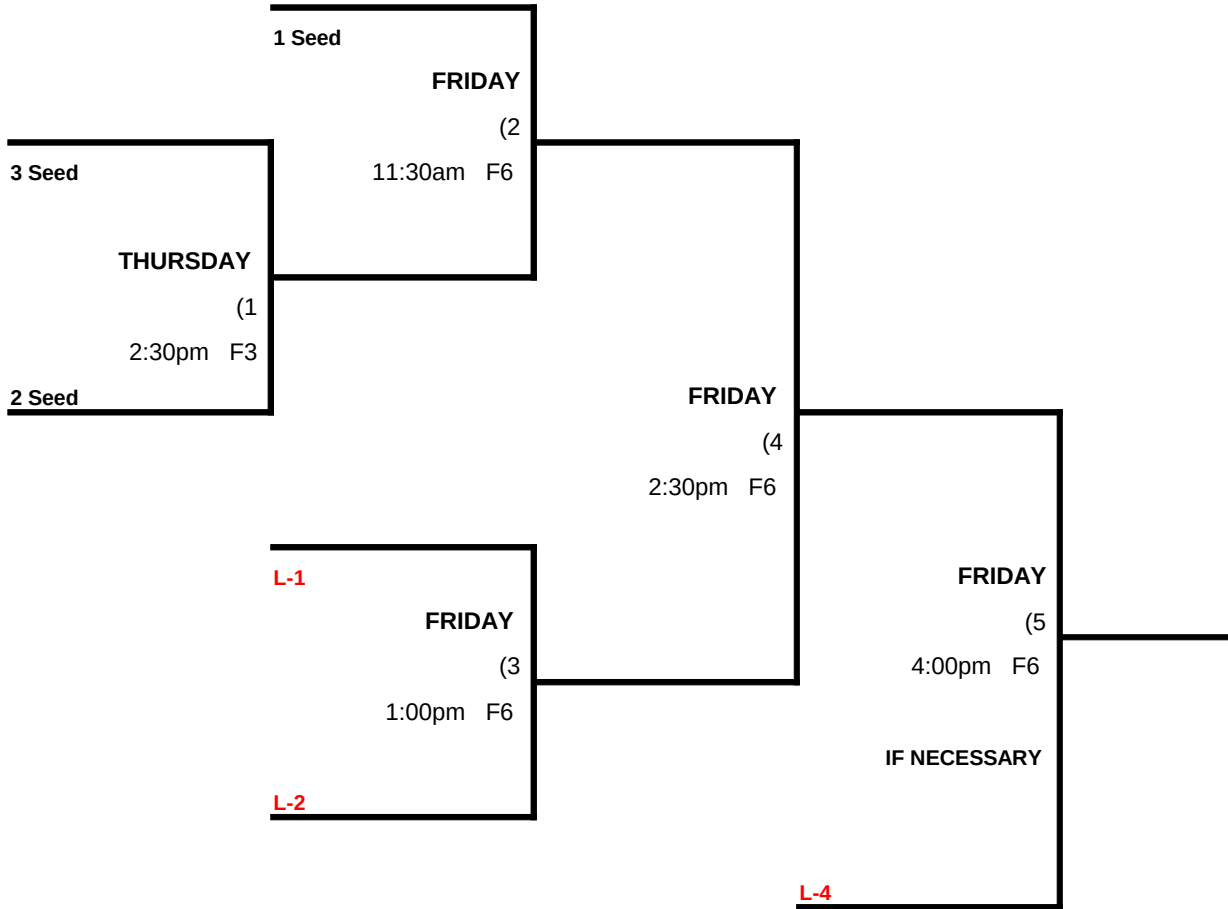 1 Seed
FRIDAY
(2
11:30am F6
3 Seed
THURSDAY
(1
2:30pm F3
2 Seed
FRIDAY
(4
2:30pm F6
L-1
FRIDAY
(3
1:00pm F6
L-2
FRIDAY
(5
4:00pm F6
IF NECESSARY
L-4